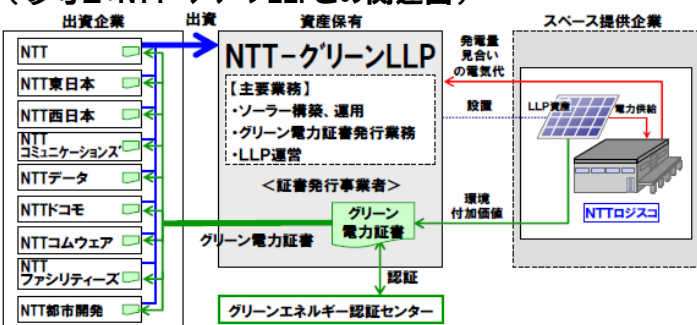 出資企業
出資
資産保有
スペース提供企業
NTT
NTT東日本
NTT西日本
NTT
コミュニケーションズ
NTTデータ
NTTドコモ
NTTコムウェア
NTT
ファシリティーズ
NTT都市開発
NTT-グリーンLLP
【主要業務】
・ソーラー構築、運用
・グリーン電力証書発行業務
・LLP運営
<証書発行事業者>
グリーン
電力証書
グリーン電力証書
認証
グリーンエネルギー認証センター
発電量
見合い
の電気代
設置
環境
付加価値
LLP資産
電力供給
NTTロジスコ